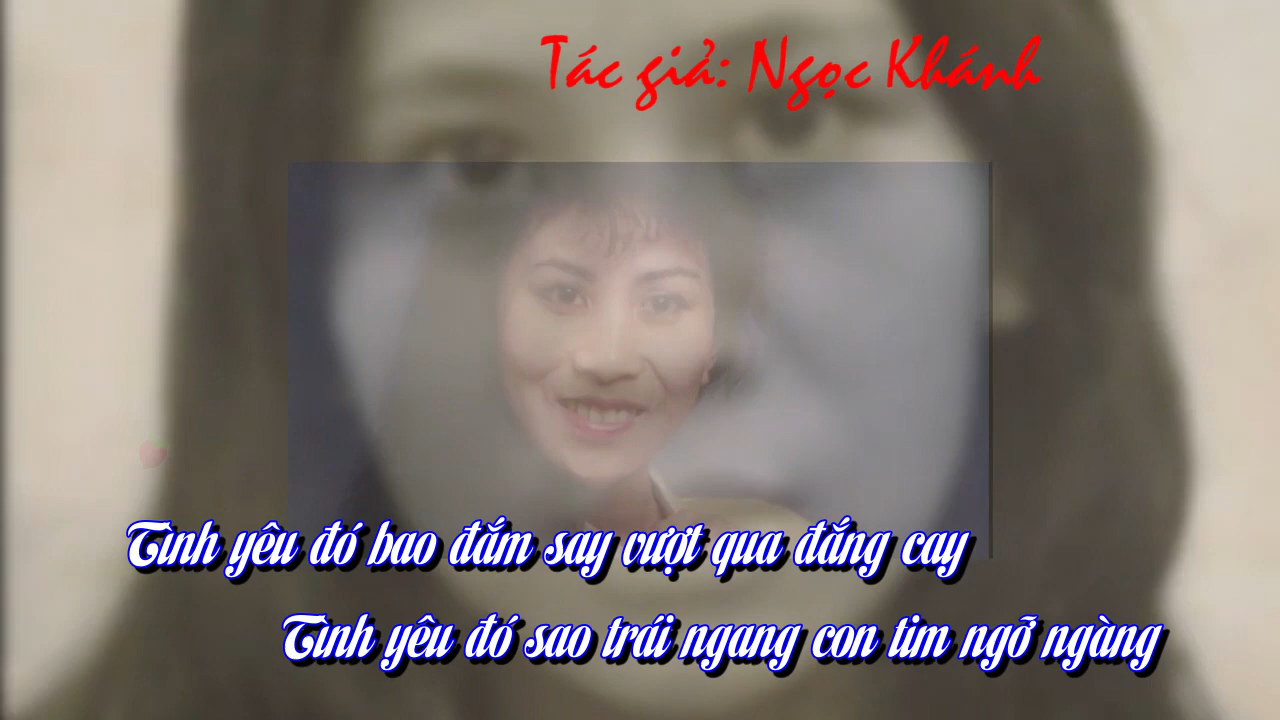 Tác giả: Ngọc Khánh
Tình yêu đó bao đắm say vượt qua đắng cay
Tình yêu đó sao trái ngang con tim ngỡ ngàng